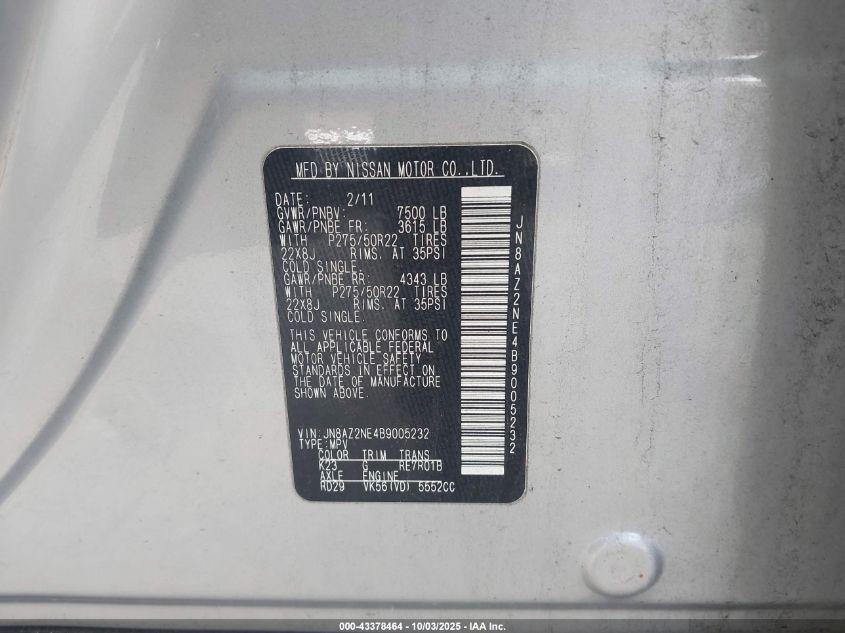 MFD BY NISSAN MOTOR CO.,LTD.
DATE: 2/11
GVWR/PNBV: 7500 LB
GAWR/PNBE FR: 3615 LB
WITH P275/50R22 TIRES
22X8J RIMS. AT 35PSI
COLD SINGLE.
GAWR/PNBE RR: 4343 LB
WITH P275/50R22 TIRES
22X8J RIMS. AT 35PSI
COLD SINGLE.
THIS VEHICLE CONFORMS TO
ALL APPLICABLE FEDERAL
MOTOR VEHICLE SAFETY
STANDARDS IN EFFECT ON
THE DATE OF MANUFACTURE
SHOWN ABOVE.
VIN:JN8AZ2NE4B9005232
TYPE:MPV
COLOR TRIM TRANS
K23 G RE7R01B
AXLE ENGINE
RD29 VK56(VD) 5552CC
JN8AZ2NE4B9005232
000-43378464 - 10/03/2025 - IAA Inc.